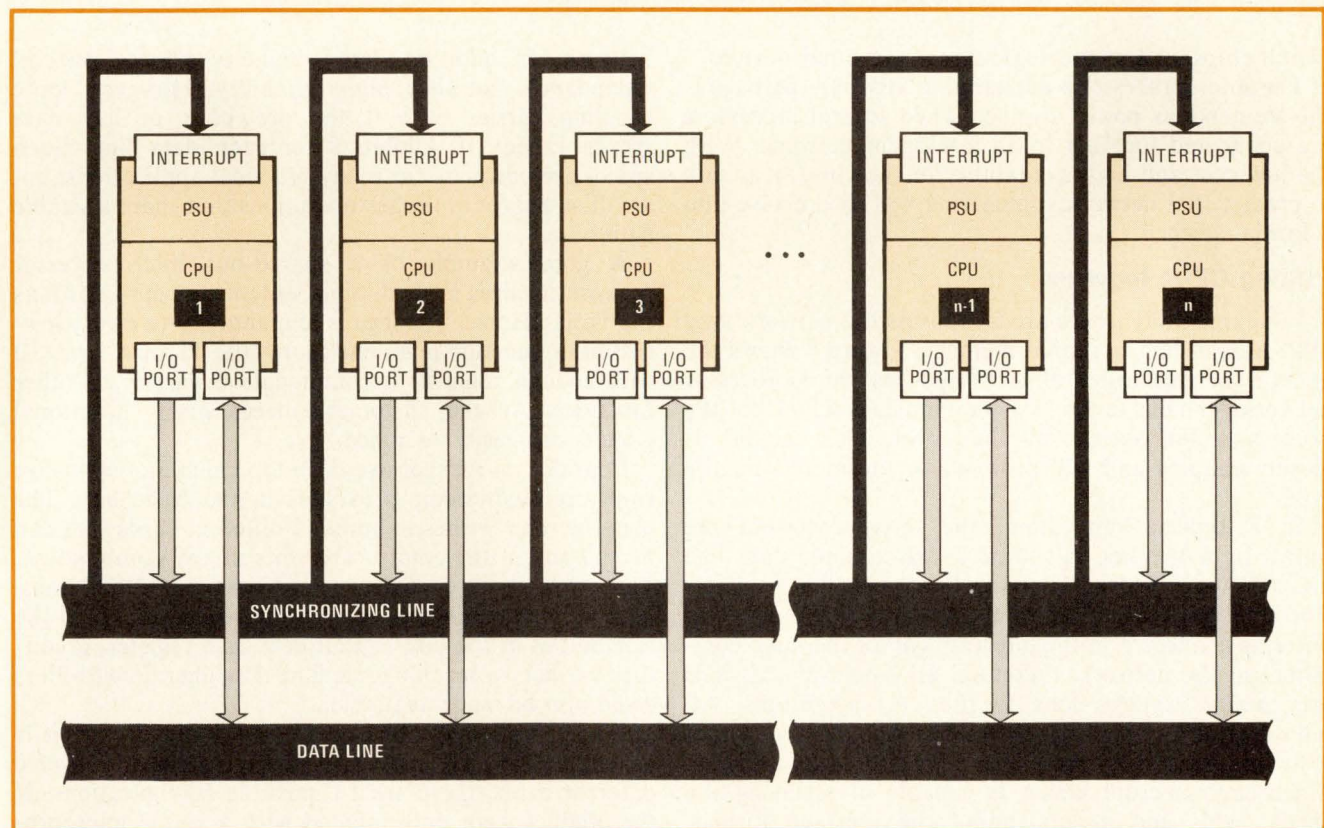 INTERRUPT INTERRUPT INTERRUPT INTERRUPT INTERRUPT
PSU PSU PSU PSU PSU
CPU CPU CPU ... CPU CPU
1 2 3 n-1 n
I/O I/O I/O I/O I/O I/O I/O I/O I/O I/O
PORT PORT PORT PORT PORT PORT PORT PORT PORT PORT
SYNCHRONIZING LINE
DATA LINE